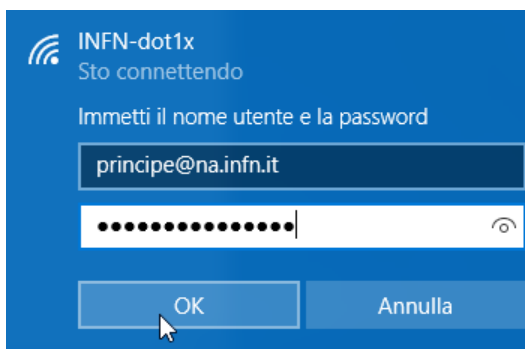 INFN-dot1x
Sto connettendo
Immetti il nome utente e la password
principe@na.infn.it
●●●●●●●●●●●●●●●
OK Annulla